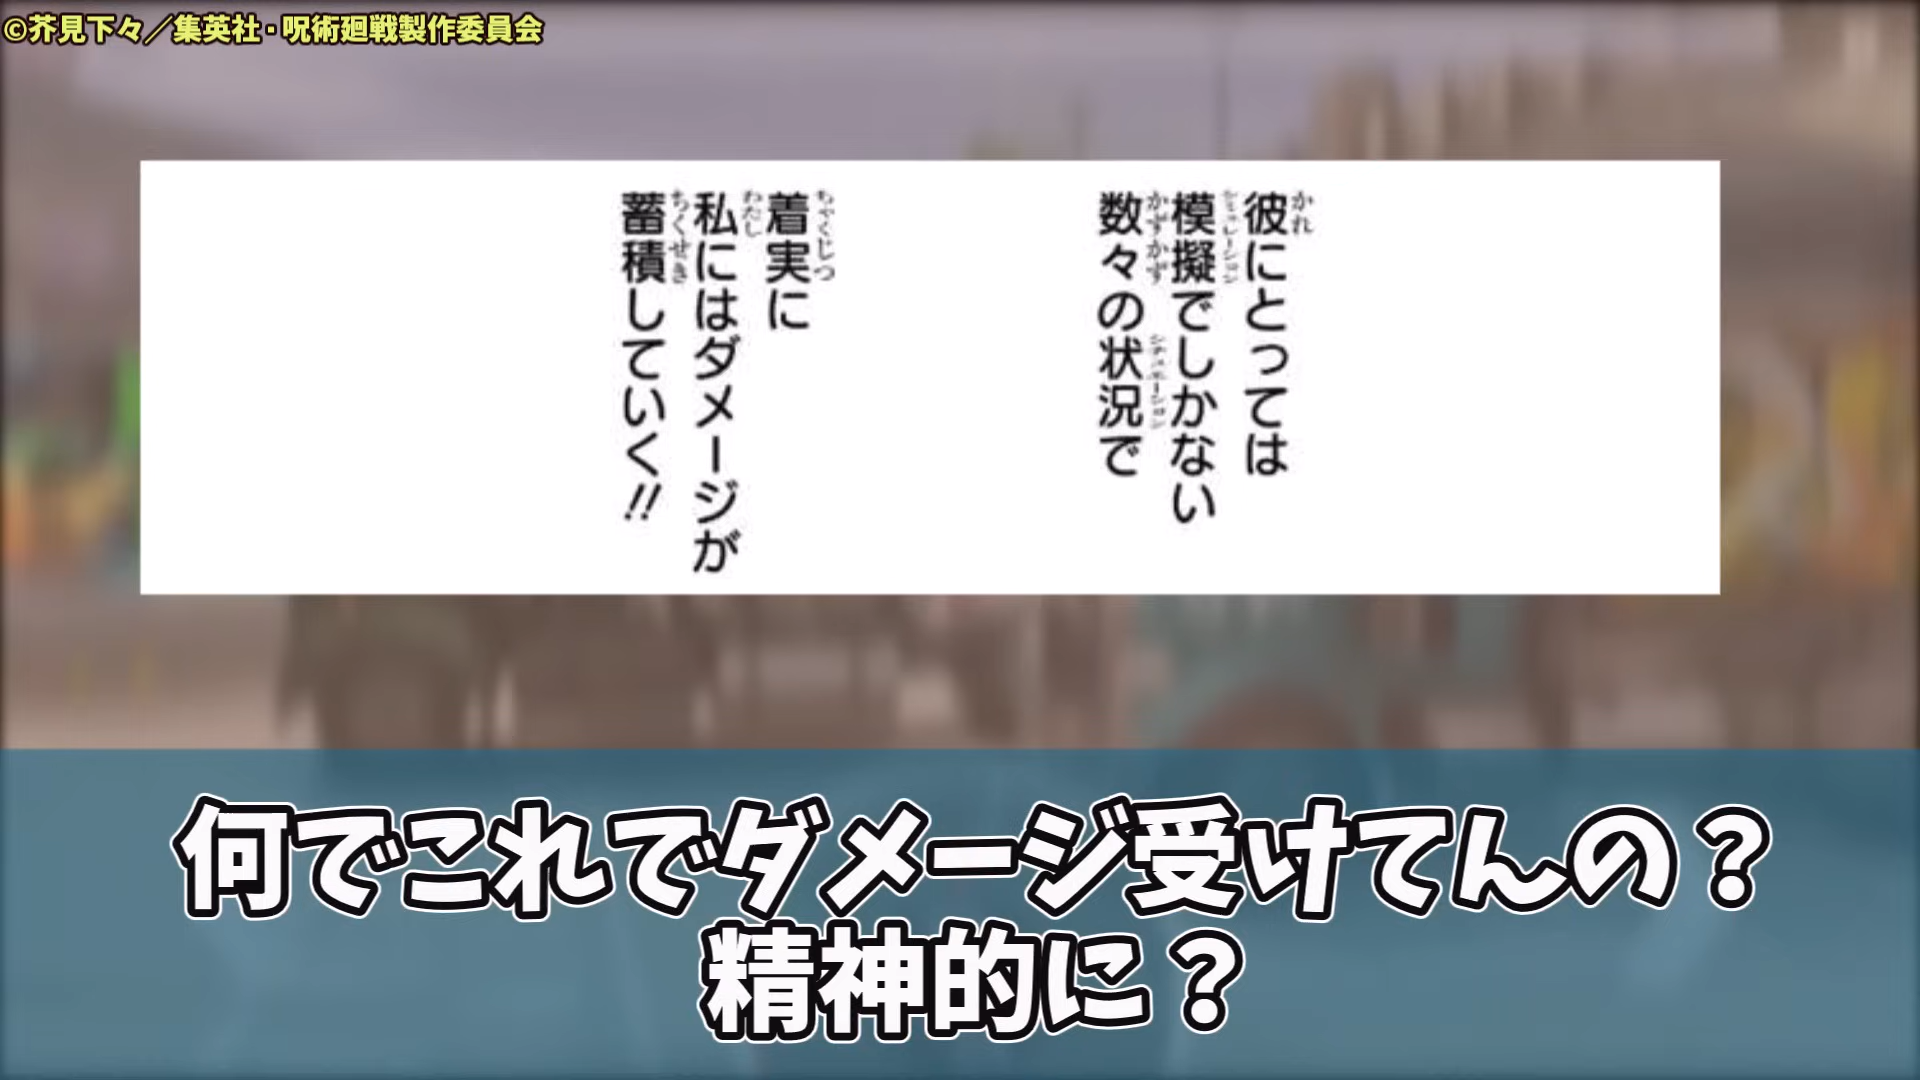 ©芥見下々／集英社・呪術廻戦製作委員会
彼にとっては
模擬でしかない
数々の状況で
着実に
私にはダメージが
蓄積していく!!
何でこれでダメージ受けてんの？
精神的に？